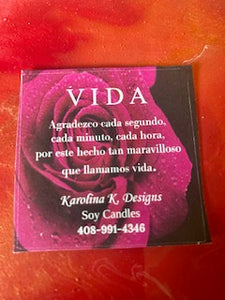 VIDA
Agradezco cada segundo,
cada minuto, cada hora,
por este hecho tan maravilloso
que llamamos vida.
Karolina K. Designs
Soy Candles
408-991-4346